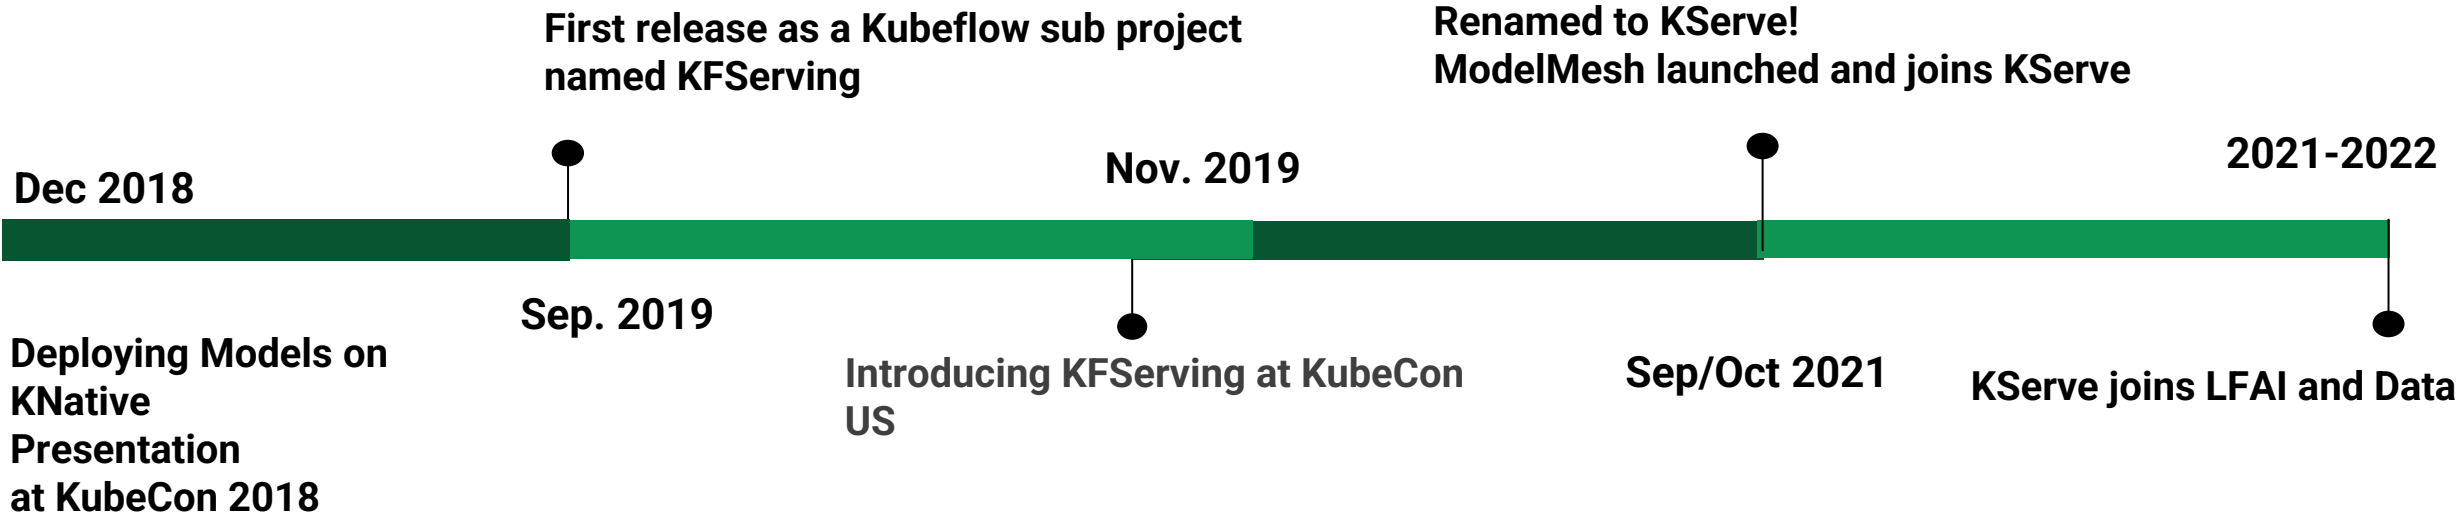 First release as a Kubeflow sub project
named KFServing
Renamed to KServe!
ModelMesh launched and joins KServe
Dec 2018
Nov. 2019
2021-2022
Sep. 2019
Deploying Models on
KNative
Presentation
at KubeCon 2018
Introducing KFServing at KubeCon
US
Sep/Oct 2021
KServe joins LFAI and Data